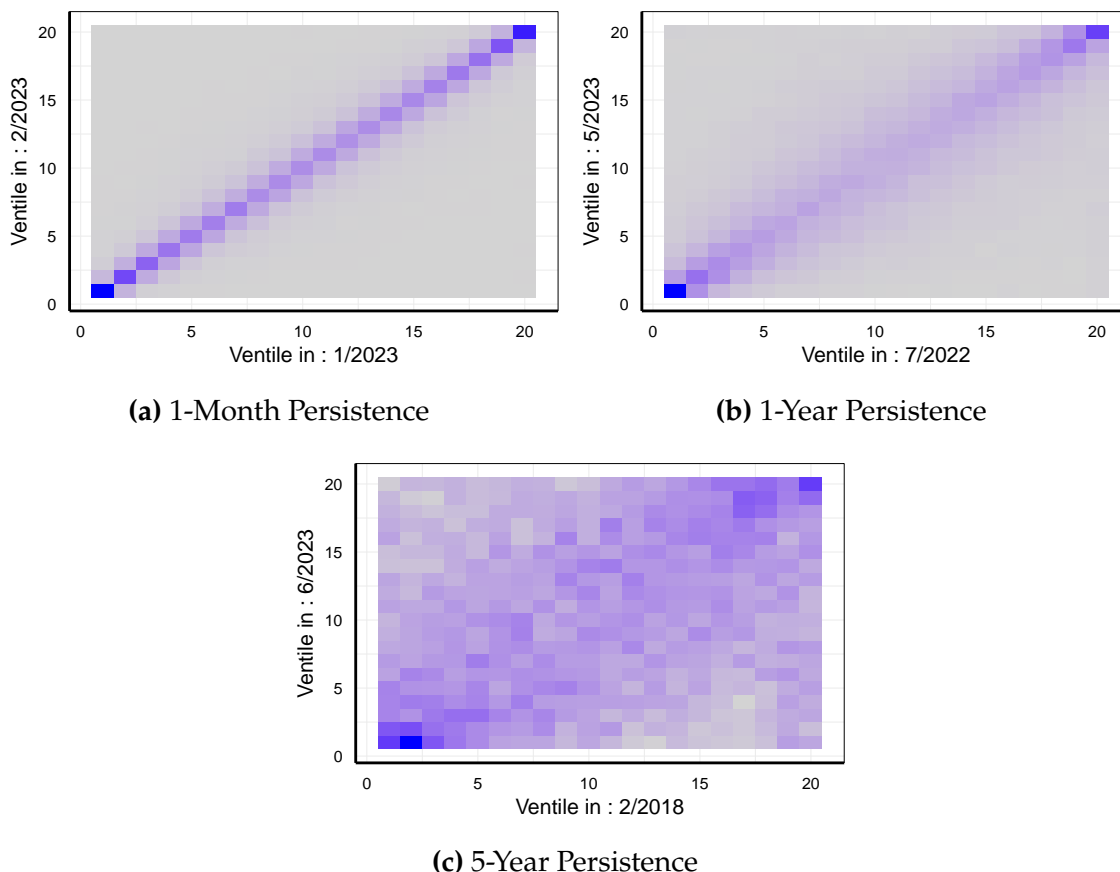 20
15
10
5
0
Ventile in : 2/2023
0 5 10 15 20
Ventile in : 1/2023
(a) 1-Month Persistence
20
15
10
5
0
Ventile in : 5/2023
0 5 10 15 20
Ventile in : 7/2022
(b) 1-Year Persistence
20
15
10
5
0
Ventile in : 6/2023
0 5 10 15 20
Ventile in : 2/2018
(c) 5-Year Persistence